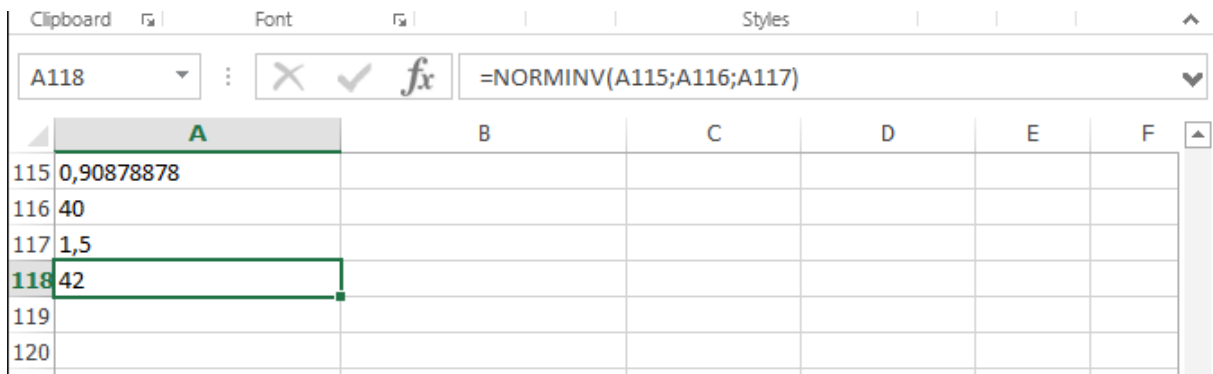 Clipboard Font Styles
A118 fx =NORMINV(A115;A116;A117)
A B C D E F
115 0,90878878
116 40
117 1,5
118 42
119
120